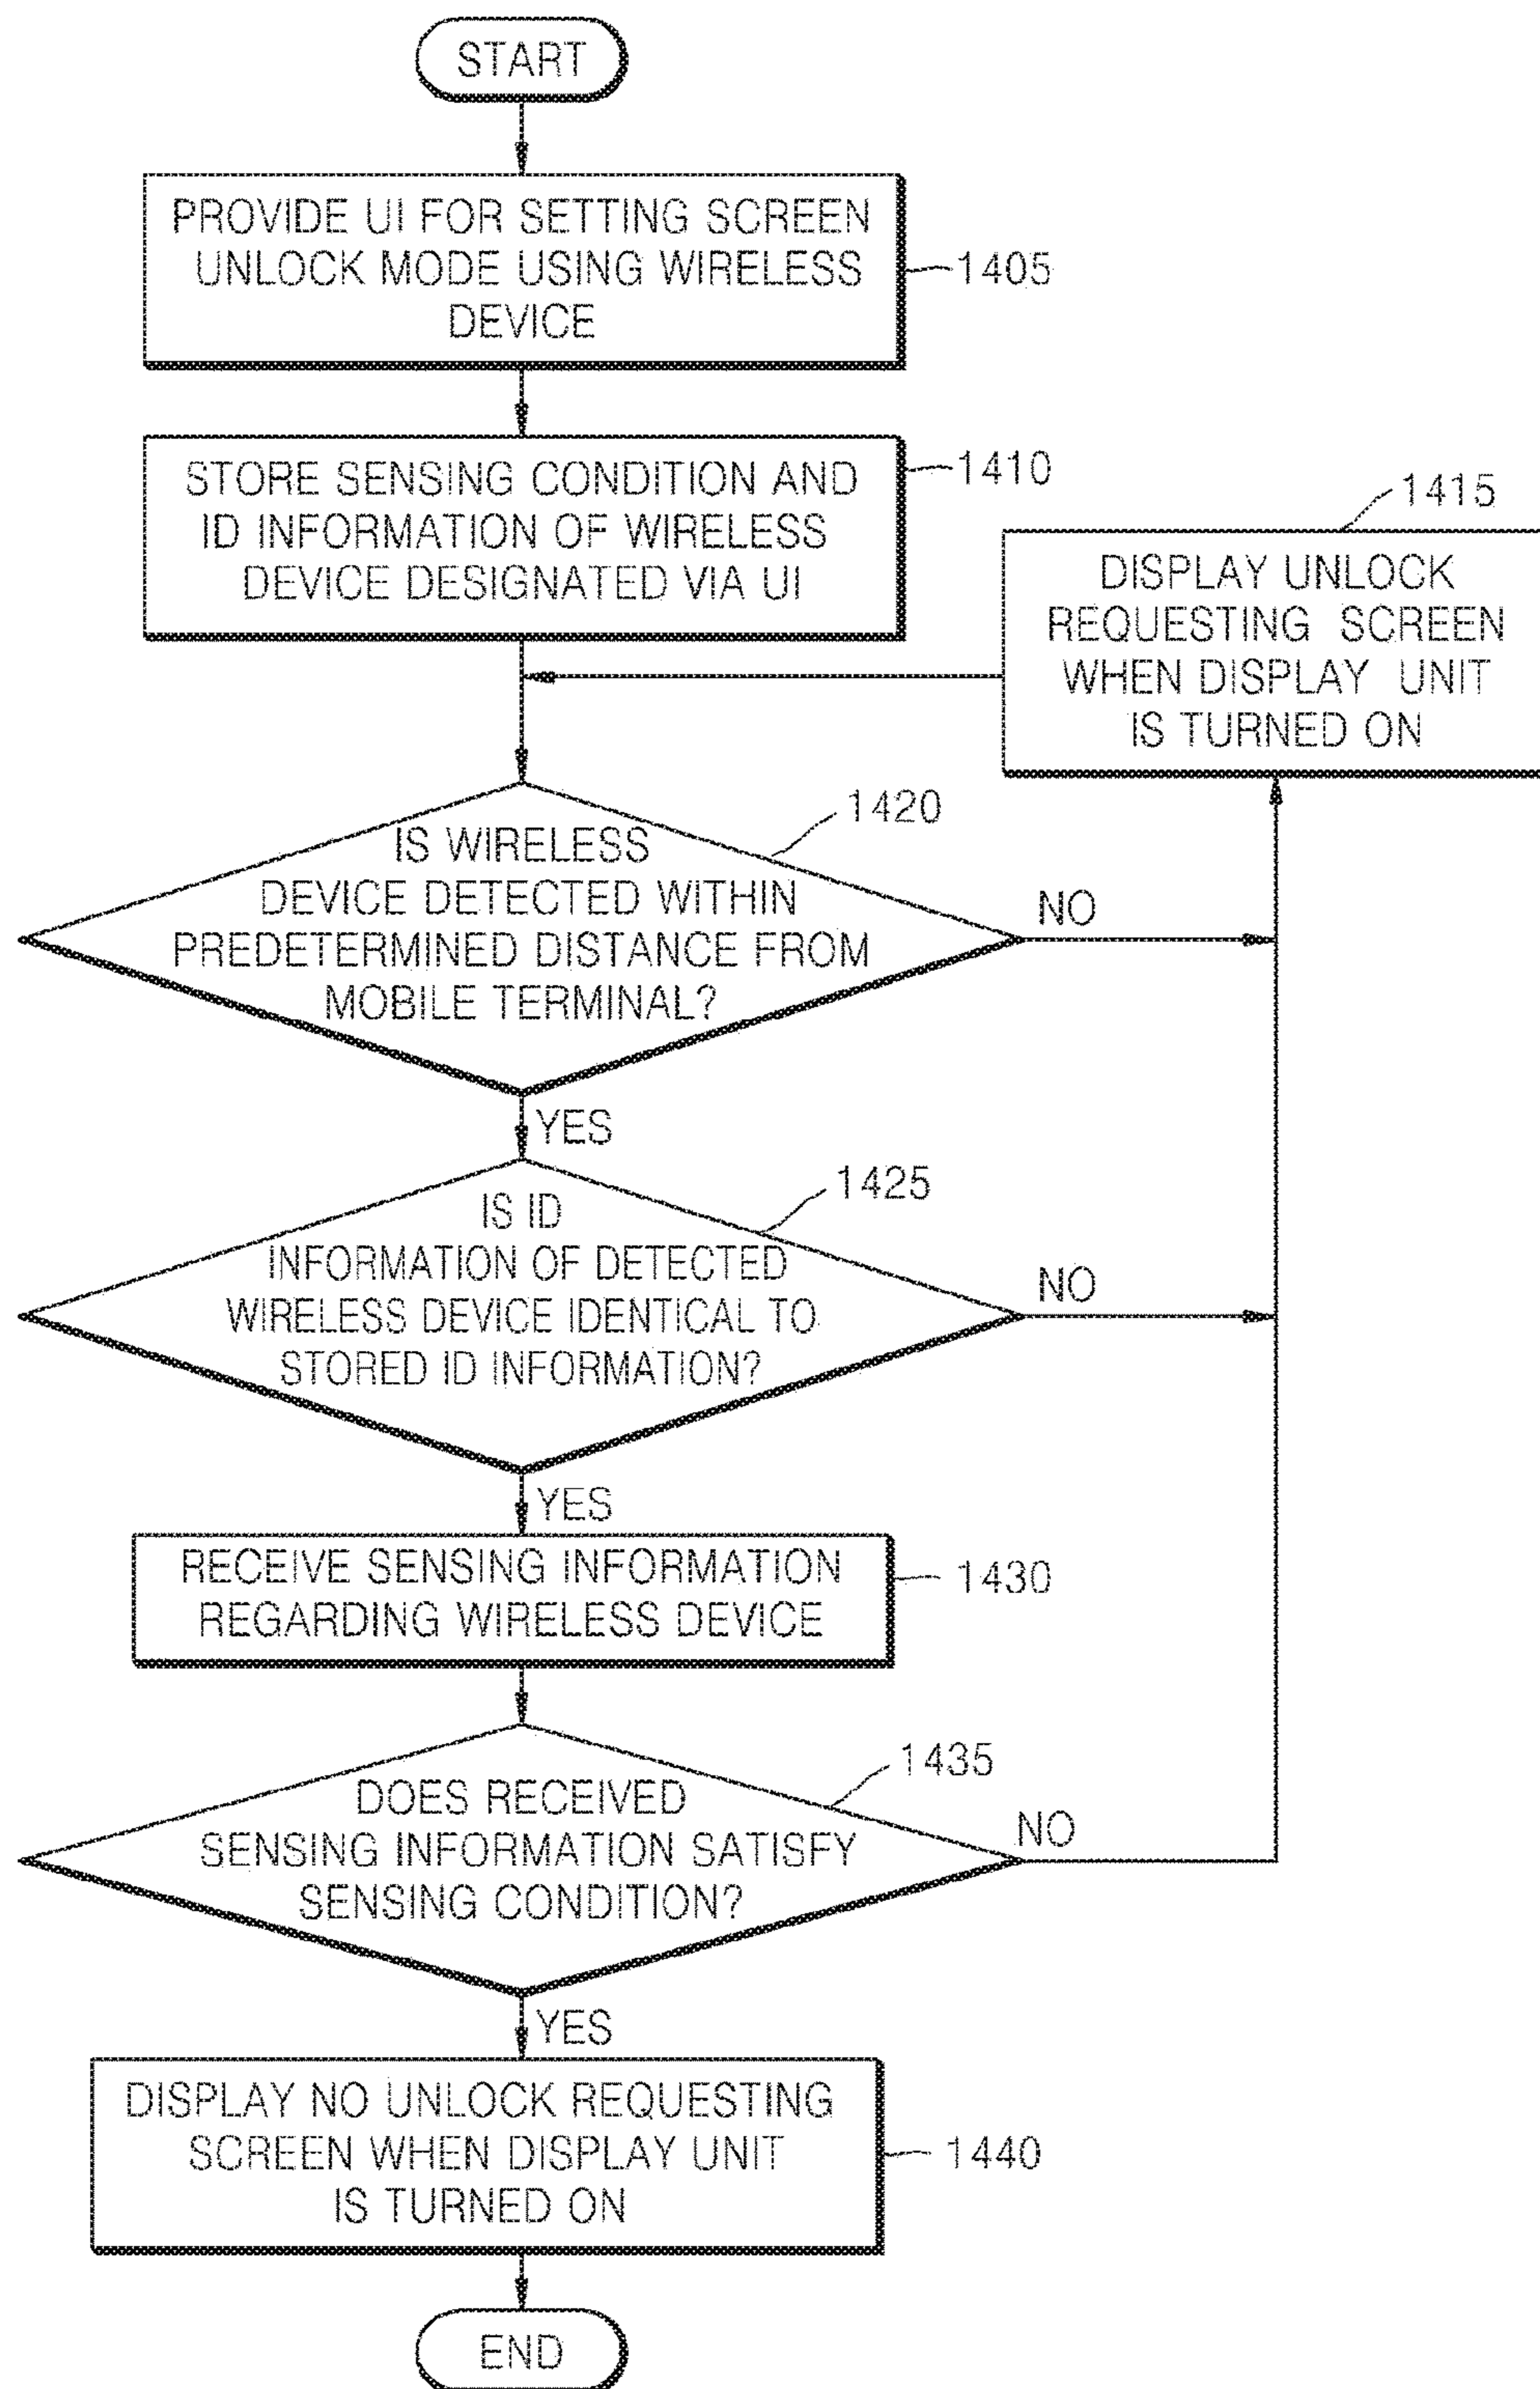 START
PROVIDE UI FOR SETTING SCREEN
UNLOCK MODE USING WIRELESS
DEVICE
1405
STORE SENSING CONDITION AND
ID INFORMATION OF WIRELESS
DEVICE DESIGNATED VIA UI
1410
1415
DISPLAY UNLOCK
REQUESTING SCREEN
WHEN DISPLAY UNIT
IS TURNED ON
1420
IS WIRELESS
DEVICE DETECTED WITHIN
PREDETERMINED DISTANCE FROM
MOBILE TERMINAL?
NO
YES
1425
IS ID
INFORMATION OF DETECTED
WIRELESS DEVICE IDENTICAL TO
STORED ID INFORMATION?
NO
YES
RECEIVE SENSING INFORMATION
REGARDING WIRELESS DEVICE
1430
1435
DOES RECEIVED
SENSING INFORMATION SATISFY
SENSING CONDITION?
NO
YES
DISPLAY NO UNLOCK REQUESTING
SCREEN WHEN DISPLAY UNIT
IS TURNED ON
1440
END